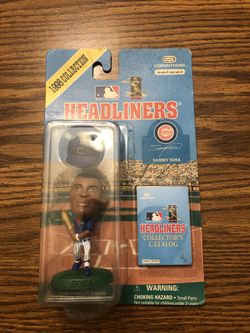 1998 COLLECTION
CORINTHIAN
HEADLINERS
SAMMY SOSA
HEADLINERS
COLLECTOR'S
CATALOG
WARNING:
CHOKING HAZARD - Small Parts
Not suitable for children under 3 years